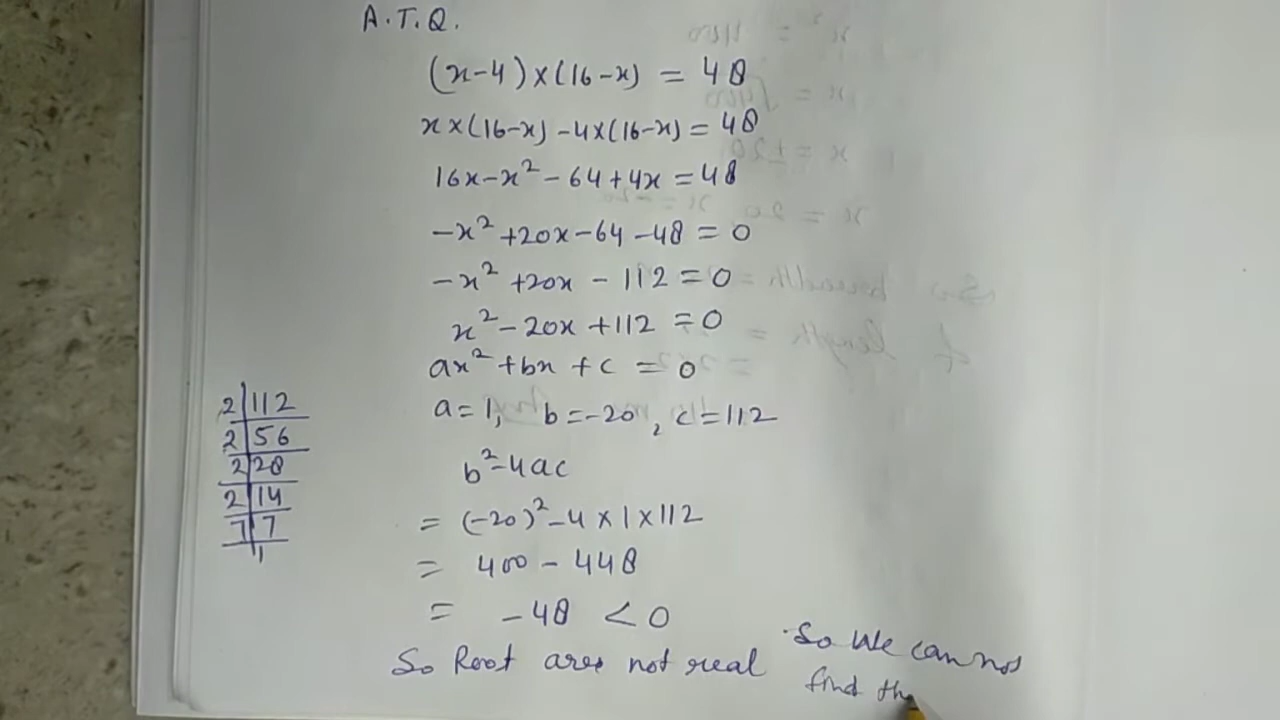 A.T.Q.
(x-4)×(16-x) = 48
x×(16-x) -4×(16-x) = 48
16x-x²-64+4x = 48
-x²+20x-64-48 = 0
-x²+20x-112 = 0
x²-20x+112 = 0
ax²+bx+c = 0
a=1, b=-20, c=112
b²-4ac
= (-20)²-4×1×112
= 400-448
= -48 < 0
So Root are not real
So We can not
find the
2 112
2 56
2 28
2 14
7 7
1